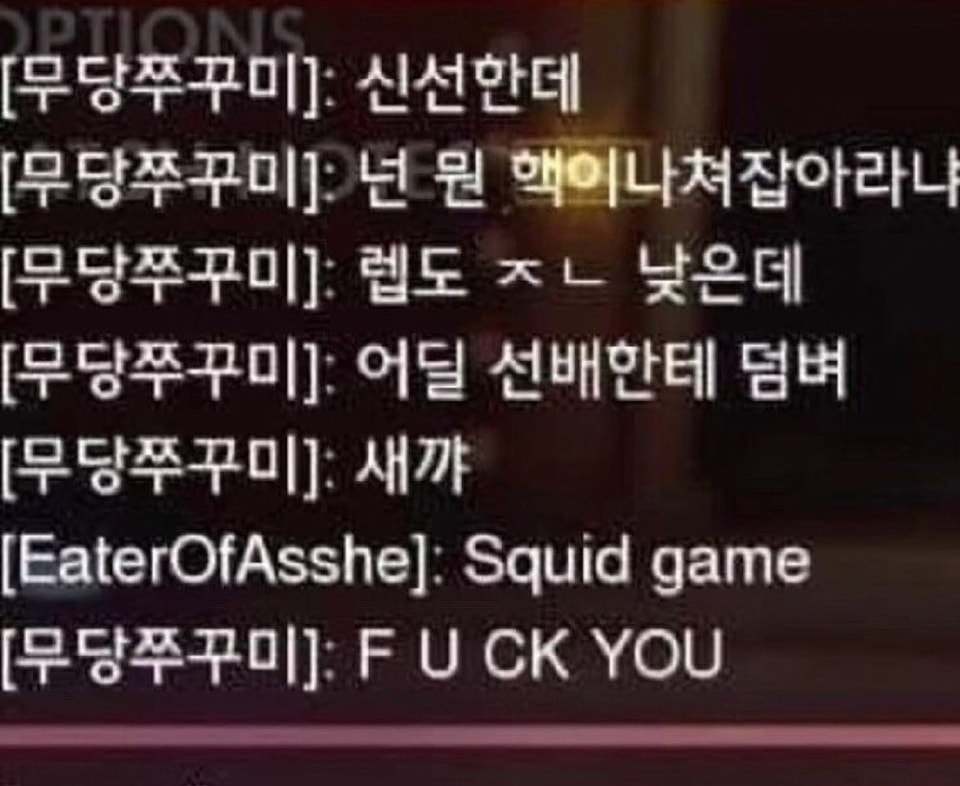 OPTIONS
[무당쭈꾸미]: 신선한데
[무당쭈꾸미]: 넌 뭔 핵이나쳐잡아라냐
[무당쭈꾸미]: 렙도 ㅈㄴ 낮은데
[무당쭈꾸미]: 어딜 선배한테 덤벼
[무당쭈꾸미]: 새꺄
[EaterOfAsshe]: Squid game
[무당쭈꾸미]: F U CK YOU